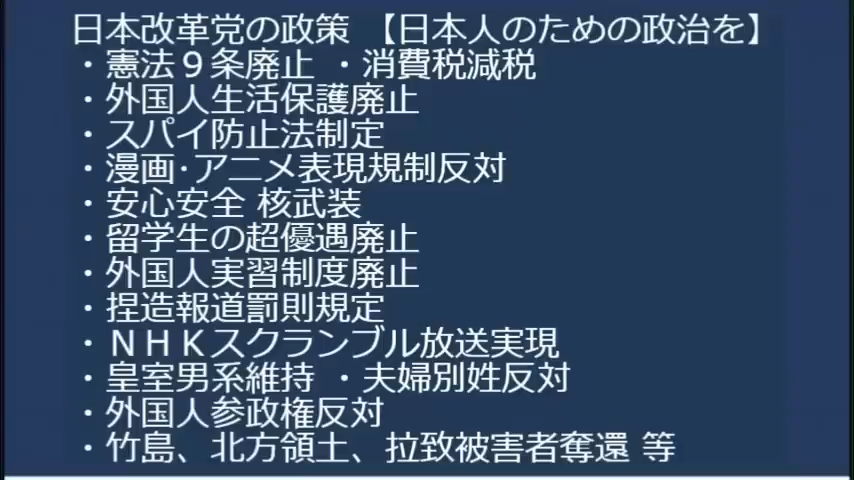 日本改革党の政策 【日本人のための政治を】
・憲法９条廃止 ・消費税減税
・外国人生活保護廃止
・スパイ防止法制定
・漫画･アニメ表現規制反対
・安心安全 核武装
・留学生の超優遇廃止
・外国人実習制度廃止
・捏造報道罰則規定
・ＮＨＫスクランブル放送実現
・皇室男系維持 ・夫婦別姓反対
・外国人参政権反対
・竹島、北方領土、拉致被害者奪還 等